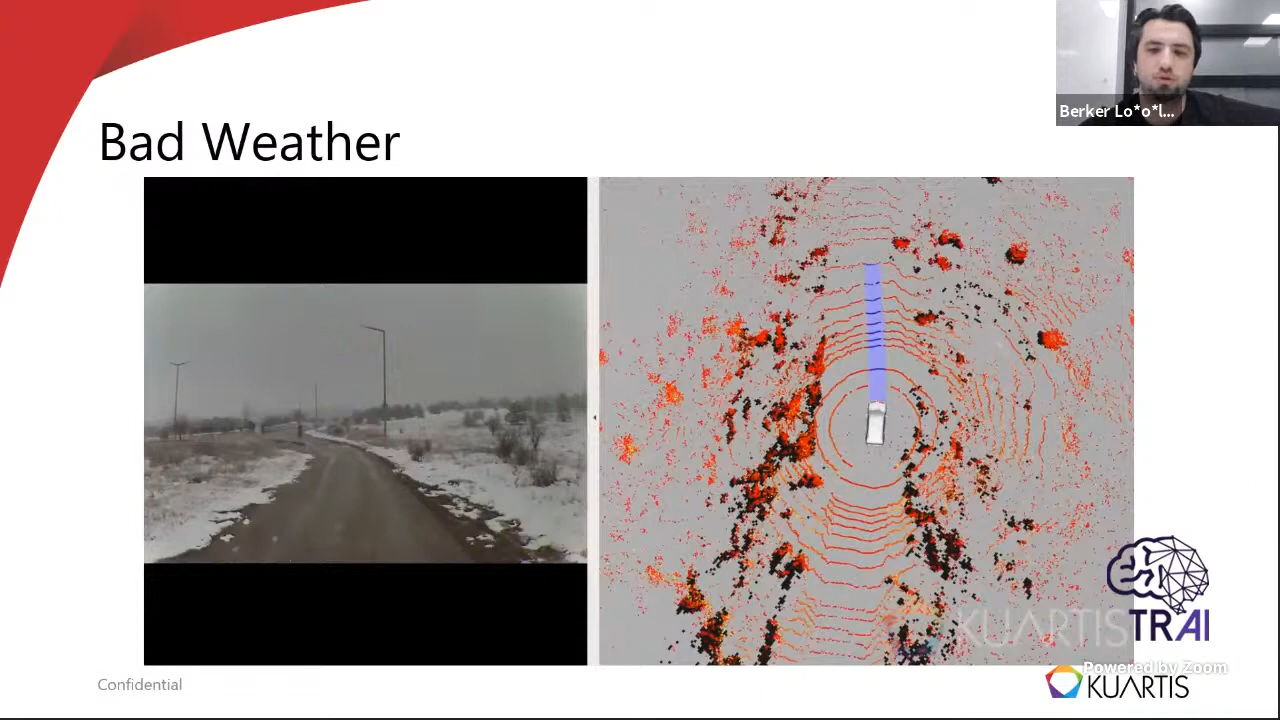 Berker Lo*o*l...
Bad Weather
KUARTIS
TRAI
Powered by Zoom
Confidential
KUARTIS